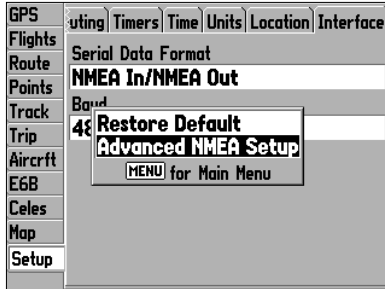 GPS
Flights
Route
Points
Track
Trip
Aircrft
E6B
Celes
Map
Setup
uting Timers Time Units Location Interface
Serial Data Format
NMEA In/NMEA Out
Baud
48
Restore Default
Advanced NMEA Setup
MENU for Main Menu